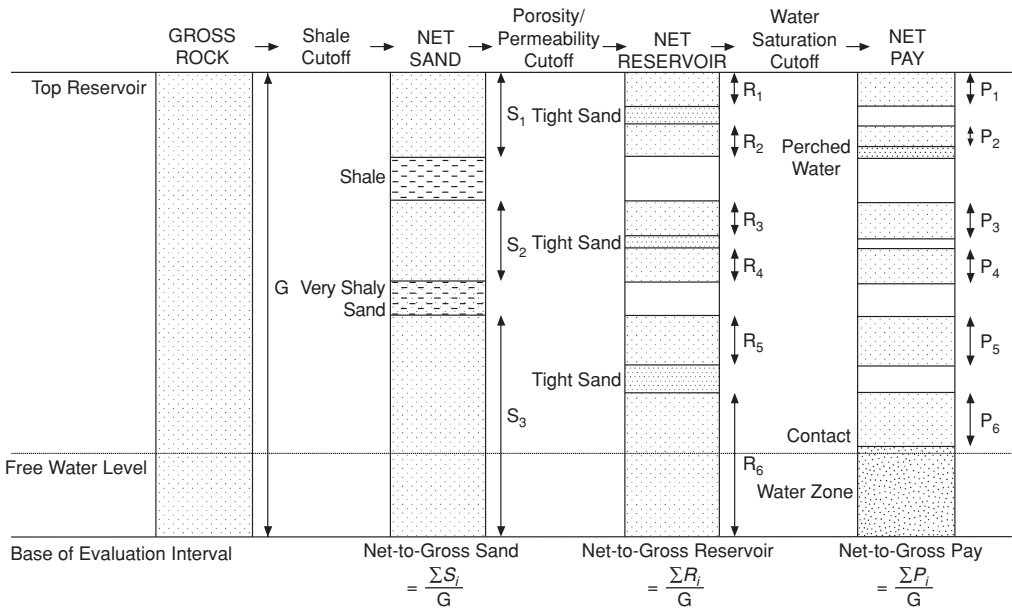 GROSS
ROCK
Shale
Cutoff
NET
SAND
Porosity/
Permeability
Cutoff
NET
RESERVOIR
Water
Saturation
Cutoff
NET
PAY
Top Reservoir
G
Shale
Very Shaly
Sand
S1
S2
S3
Tight Sand
Tight Sand
Tight Sand
R1
R2
R3
R4
R5
R6
Perched
Water
Contact
Water Zone
P1
P2
P3
P4
P5
P6
Free Water Level
Base of Evaluation Interval
Net-to-Gross Sand
= ΣSi
G
Net-to-Gross Reservoir
= ΣRi
G
Net-to-Gross Pay
= ΣPi
G